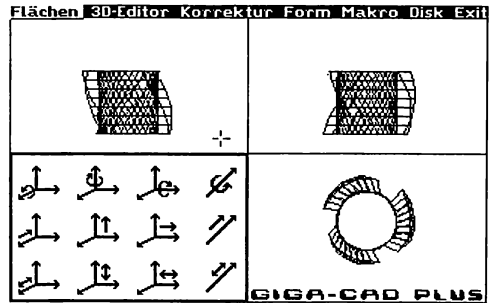 Flächen 3D-Editor Korrektur Form Makro Disk Exit
GIGA-CAD PLUS